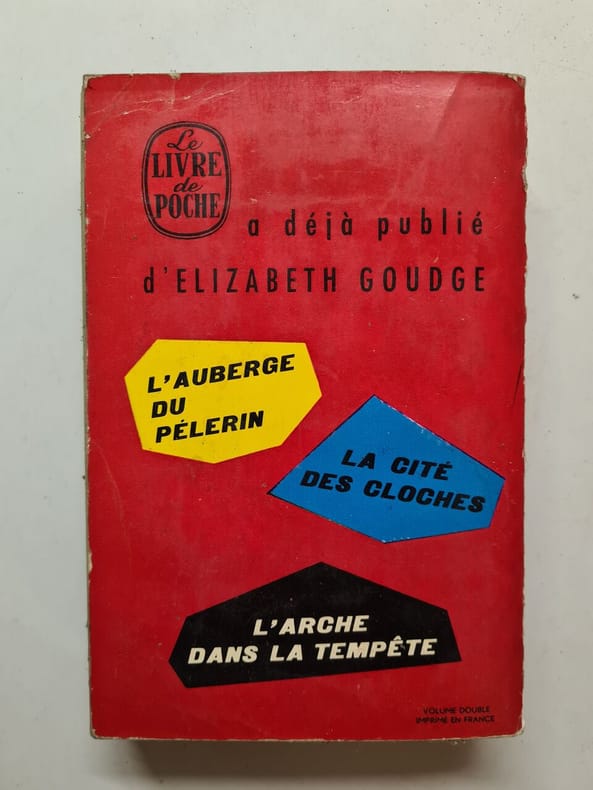 Le
LIVRE
de
POCHE
a déjà publié
d'ELIZABETH GOUDGE
L'AUBERGE
DU
PÉLERIN
LA CITÉ
DES CLOCHES
L'ARCHE
DANS LA TEMPÊTE
VOLUME DOUBLE
IMPRIMÉ EN FRANCE